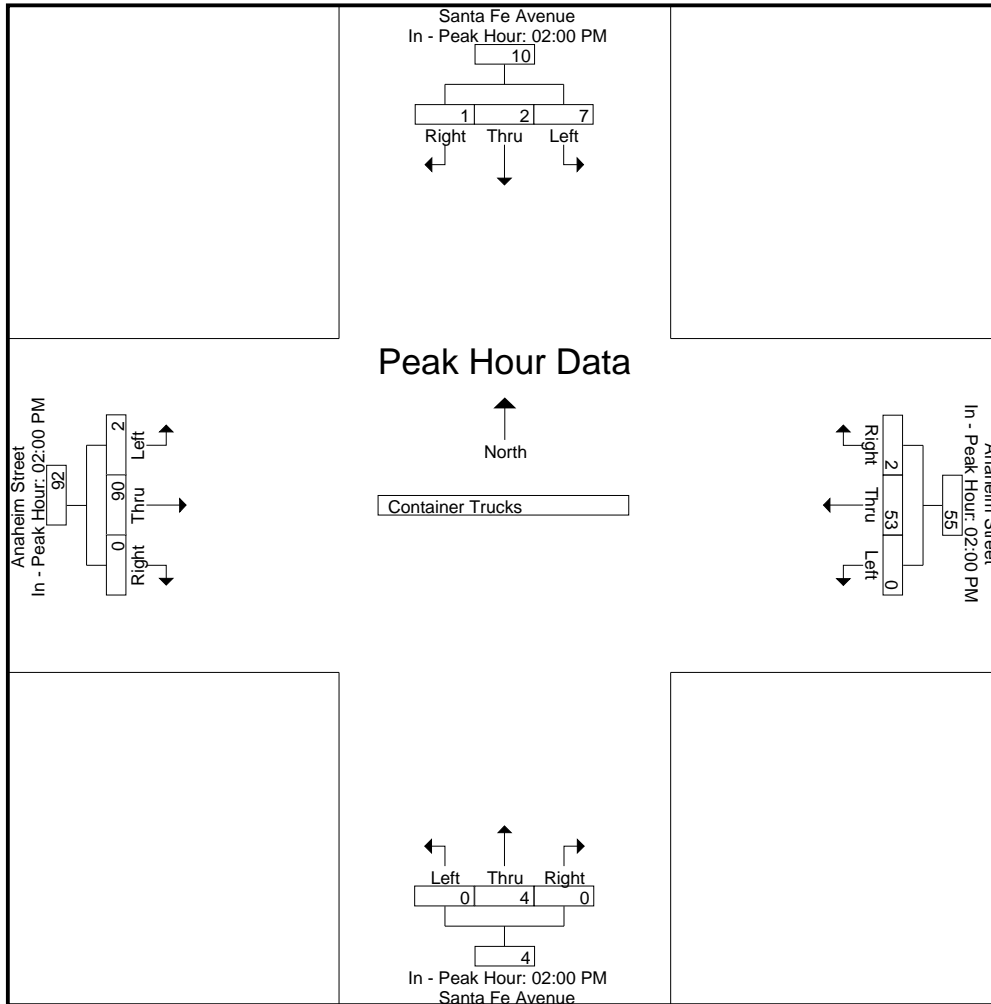 Santa Fe Avenue
In - Peak Hour: 02:00 PM
10
1 2 7
Right Thru Left
Peak Hour Data
North
Container Trucks
Anaheim Street
In - Peak Hour: 02:00 PM
92
2 90 0
Left Thru Right
Anaheim Street
In - Peak Hour: 02:00 PM
55
2 53 0
Right Thru Left
Left Thru Right
0 4 0
4
In - Peak Hour: 02:00 PM
Santa Fe Avenue